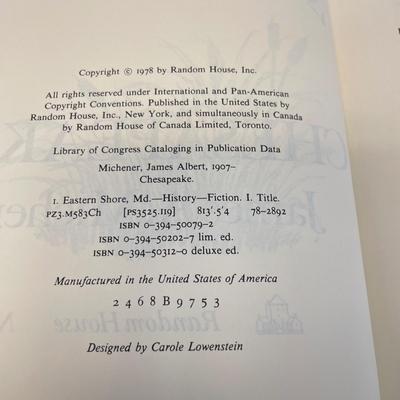 Copyright © 1978 by Random House, Inc.
All rights reserved under International and Pan-American
Copyright Conventions. Published in the United States by
Random House, Inc., New York, and simultaneously in Canada
by Random House of Canada Limited, Toronto.
Library of Congress Cataloging in Publication Data
Michener, James Albert, 1907–
Chesapeake.
1. Eastern Shore, Md.—History—Fiction. I. Title.
PZ3.M583Ch [PS3525.I19] 813'.5'4 78–2892
ISBN 0–394–50079–2
ISBN 0–394–50202–7 lim. ed.
ISBN 0–394–50312–0 deluxe ed.
Manufactured in the United States of America
2 4 6 8 B 9 7 5 3
Random House
Designed by Carole Lowenstein